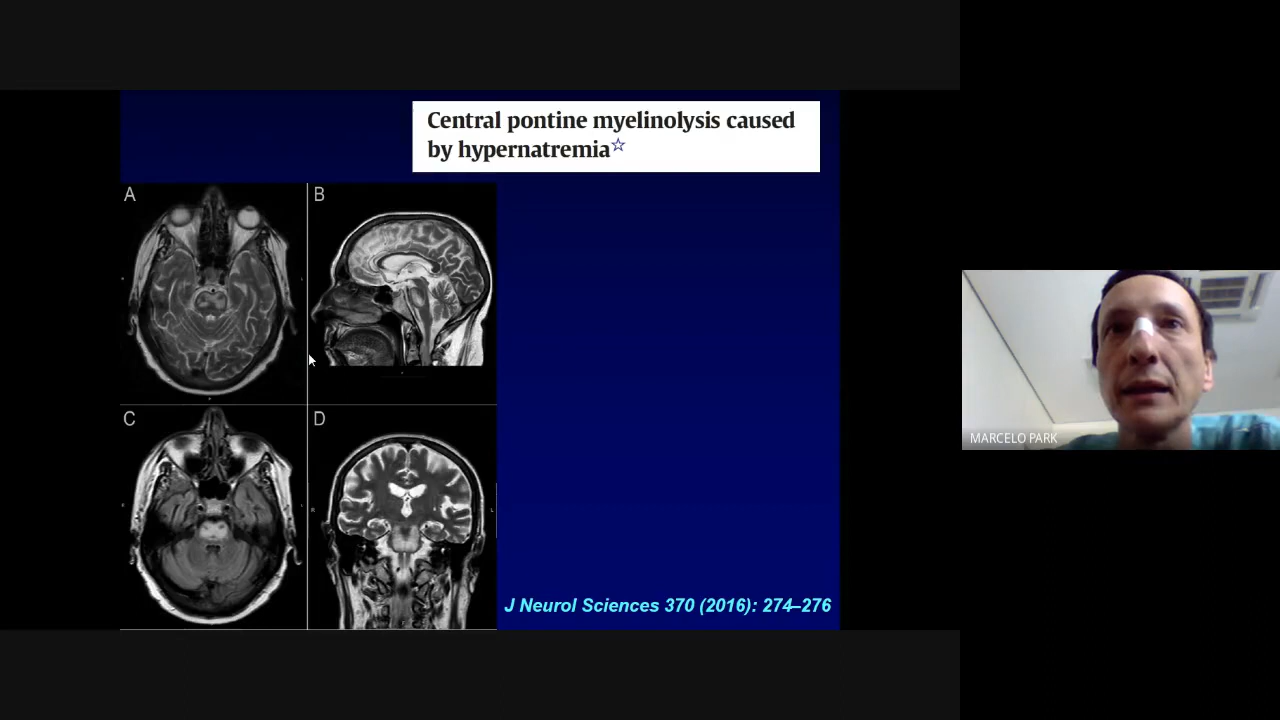 Central pontine myelinolysis caused
by hypernatremia☆
A
B
C
D
R
L
J Neurol Sciences 370 (2016): 274–276
MARCELO PARK